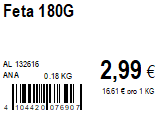 Feta 180G
AL 132616
ANA 0.18 KG
2,99 €
16.61 € pro 1 KG
4 104420 076907